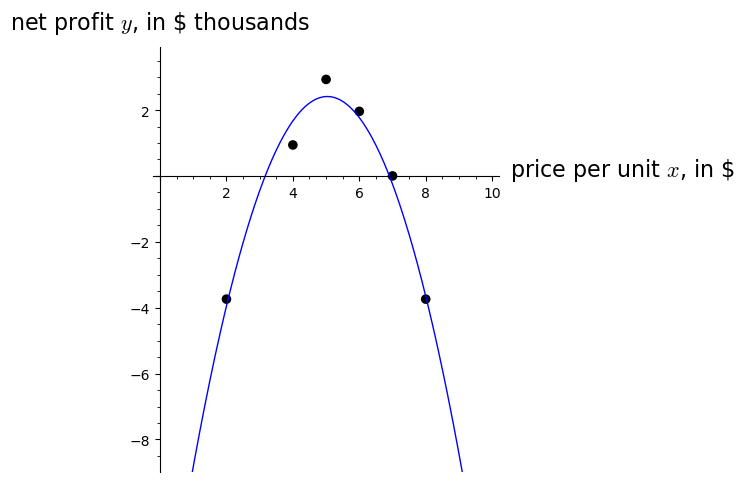 net profit y, in $ thousands
2
price per unit x, in $
2 4 6 8 10
−2
−4
−6
−8